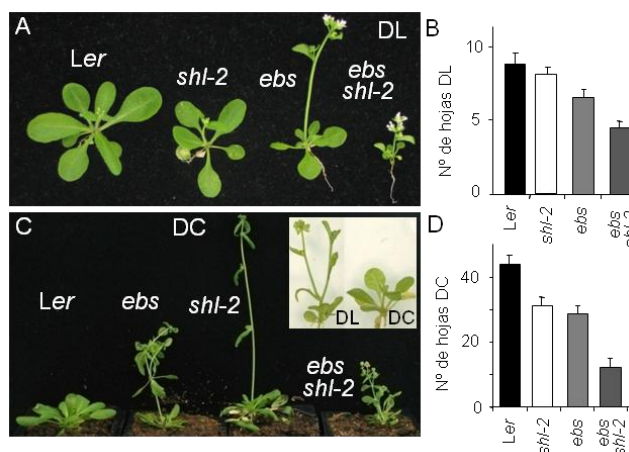 A
Ler
shl-2
ebs
DL
ebs
shl-2
B
Nº de hojas DL
10
5
0
Ler
shl-2
ebs
ebs
shl-2
C
DC
Ler
ebs
shl-2
ebs
shl-2
DL
DC
D
Nº de hojas DC
40
20
0
Ler
shl-2
ebs
ebs
shl-2